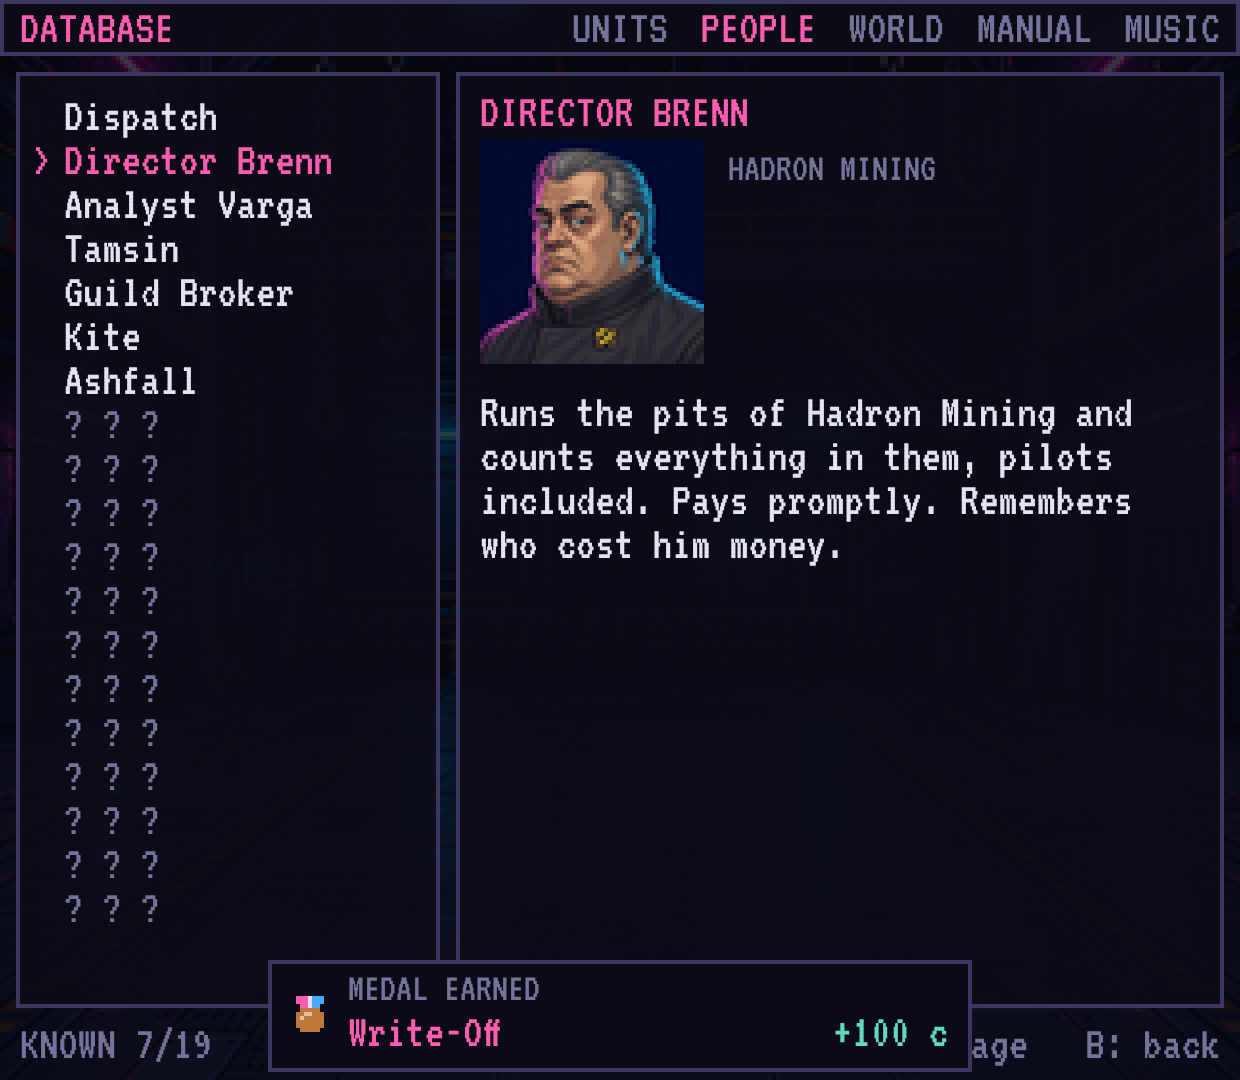 DATABASE UNITS PEOPLE WORLD MANUAL MUSIC
Dispatch
> Director Brenn
Analyst Varga
Tamsin
Guild Broker
Kite
Ashfall
? ? ?
? ? ?
? ? ?
? ? ?
? ? ?
? ? ?
? ? ?
? ? ?
? ? ?
? ? ?
? ? ?
? ? ?
DIRECTOR BRENN
HADRON MINING
Runs the pits of Hadron Mining and
counts everything in them, pilots
included. Pays promptly. Remembers
who cost him money.
MEDAL EARNED
Write-Off +100 c
KNOWN 7/19 age B: back